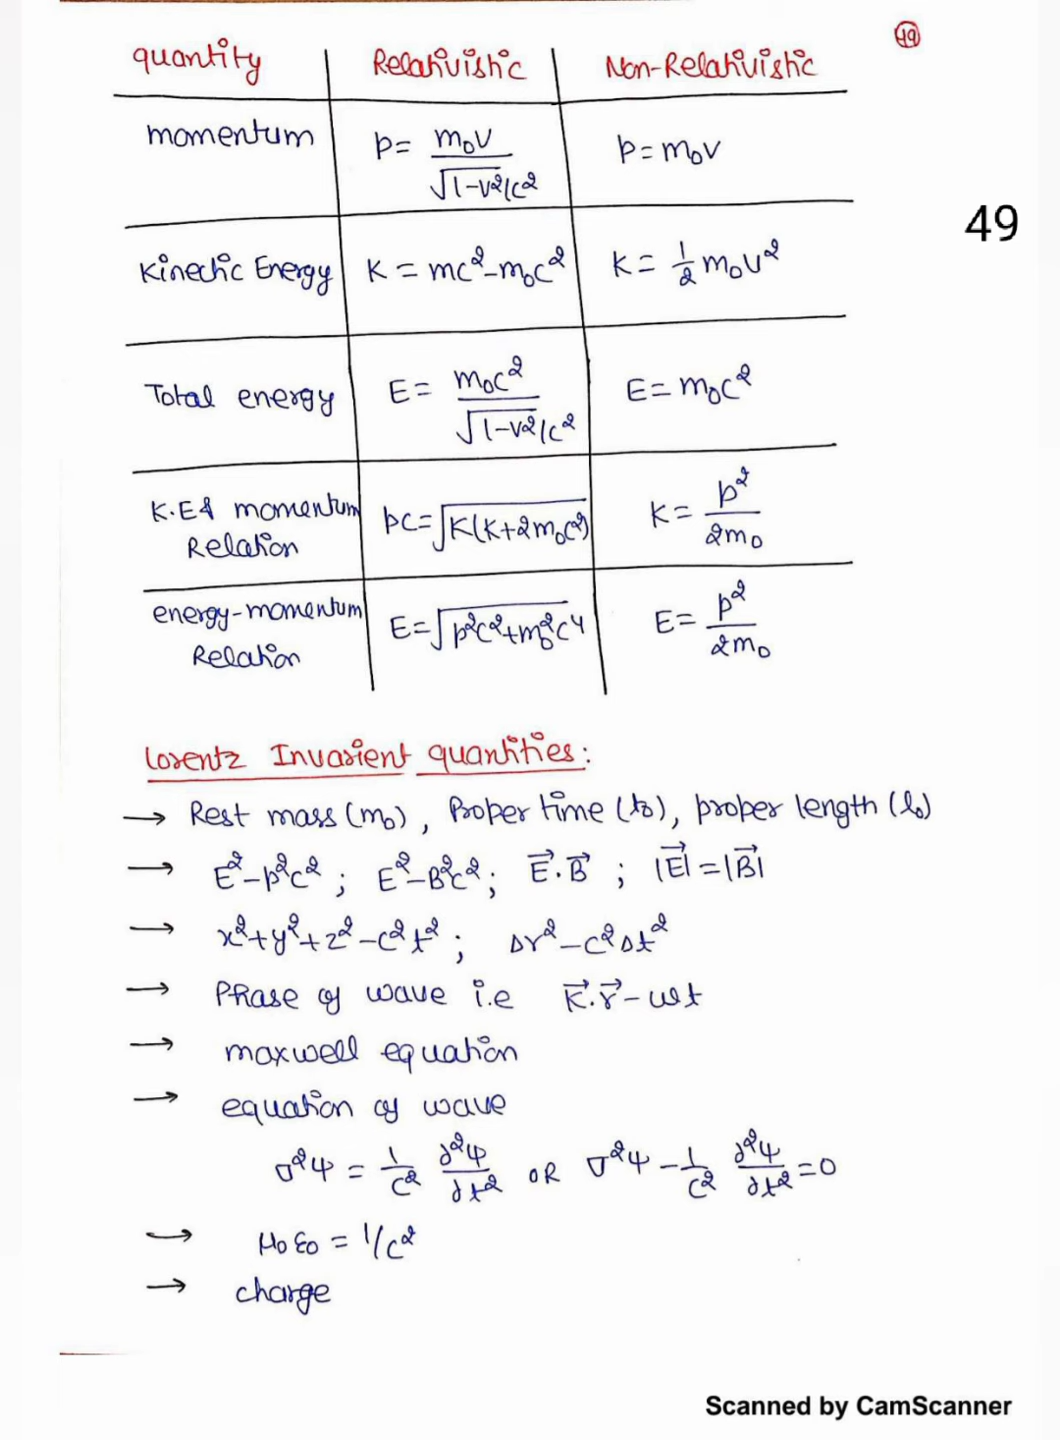 49
quantity | Relativistic | Non-Relativistic
momentum | p = m₀v / √1-v²/c² | p = m₀v
49
Kinectic Energy | K = mc² - m₀c² | K = 1/2 m₀v²
Total energy | E = m₀c² / √1-v²/c² | E = m₀c²
K.E & momentum Relation | pc = √K(K+2m₀c²) | K = p² / 2m₀
energy-momentum Relation | E = √p²c²+m₀²c⁴ | E = p² / 2m₀
Lorentz Invarient quantities:
→ Rest mass (m₀), Proper time (t₀), proper length (l₀)
→ E²-p²c² ; E²-B²c² ; E⃗.B⃗ ; |E⃗| = |B⃗|
→ x²+y²+z²-c²t² ; Δr²-c²Δt²
→ Phase of wave i.e K⃗.r⃗-ωt
→ maxwell equation
→ equation of wave
∇²ψ = 1/c² ∂²ψ/∂t² OR ∇²ψ - 1/c² ∂²ψ/∂t² = 0
→ μ₀ε₀ = 1/c²
→ charge
Scanned by CamScanner